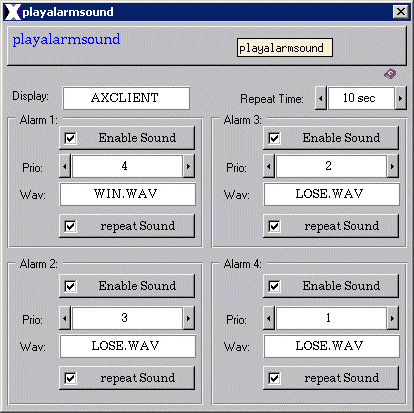 playalarmsound
playalarmsound
playalarmsound
Display: AXCLIENT Repeat Time: 10 sec
Alarm 1:
Enable Sound
Prio: 4
Wav: WIN.WAV
repeat Sound
Alarm 3:
Enable Sound
Prio: 2
Wav: LOSE.WAV
repeat Sound
Alarm 2:
Enable Sound
Prio: 3
Wav: LOSE.WAV
repeat Sound
Alarm 4:
Enable Sound
Prio: 1
Wav: LOSE.WAV
repeat Sound